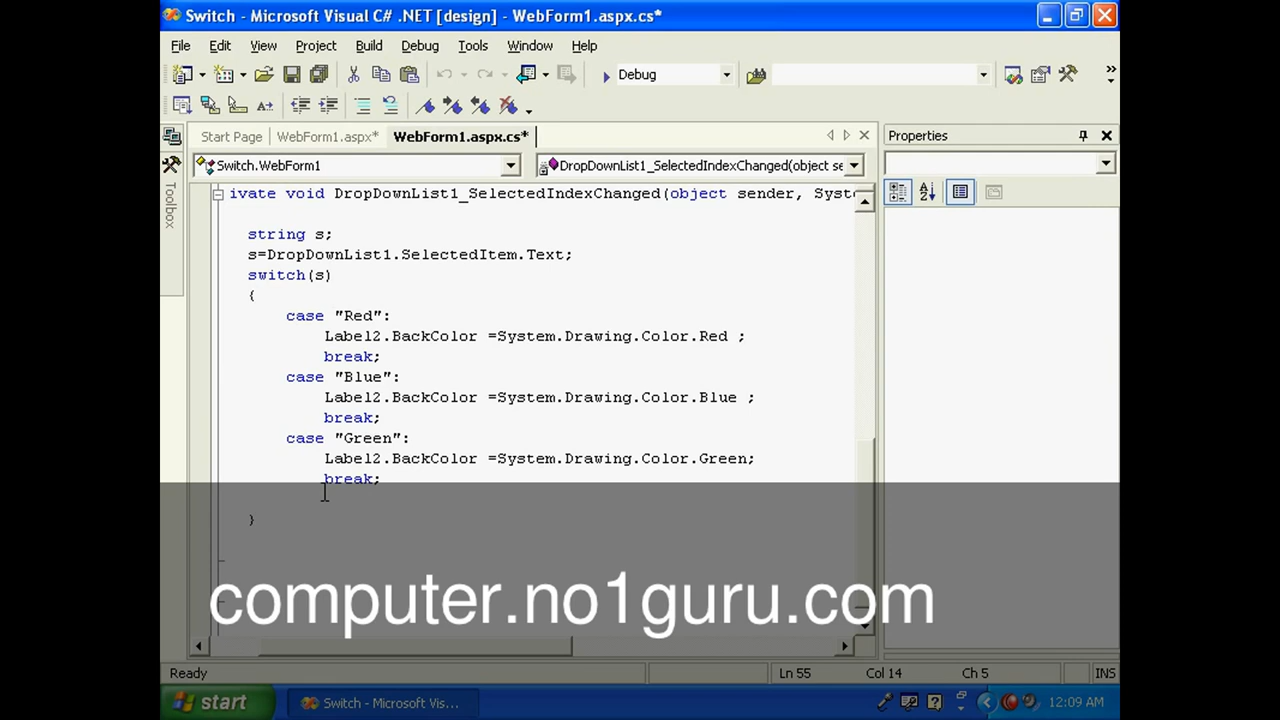 Switch - Microsoft Visual C# .NET [design] - WebForm1.aspx.cs*
File Edit View Project Build Debug Tools Window Help
Debug
Start Page WebForm1.aspx* WebForm1.aspx.cs* Properties
Switch.WebForm1 DropDownList1_SelectedIndexChanged(object se
Toolbox
ivate void DropDownList1_SelectedIndexChanged(object sender, Syste
string s;
s=DropDownList1.SelectedItem.Text;
switch(s)
{
case "Red":
Label2.BackColor =System.Drawing.Color.Red ;
break;
case "Blue":
Label2.BackColor =System.Drawing.Color.Blue ;
break;
case "Green":
Label2.BackColor =System.Drawing.Color.Green;
break;
}
computer.no1guru.com
Ready Ln 55 Col 14 Ch 5 INS
start Switch - Microsoft Vis... 12:09 AM